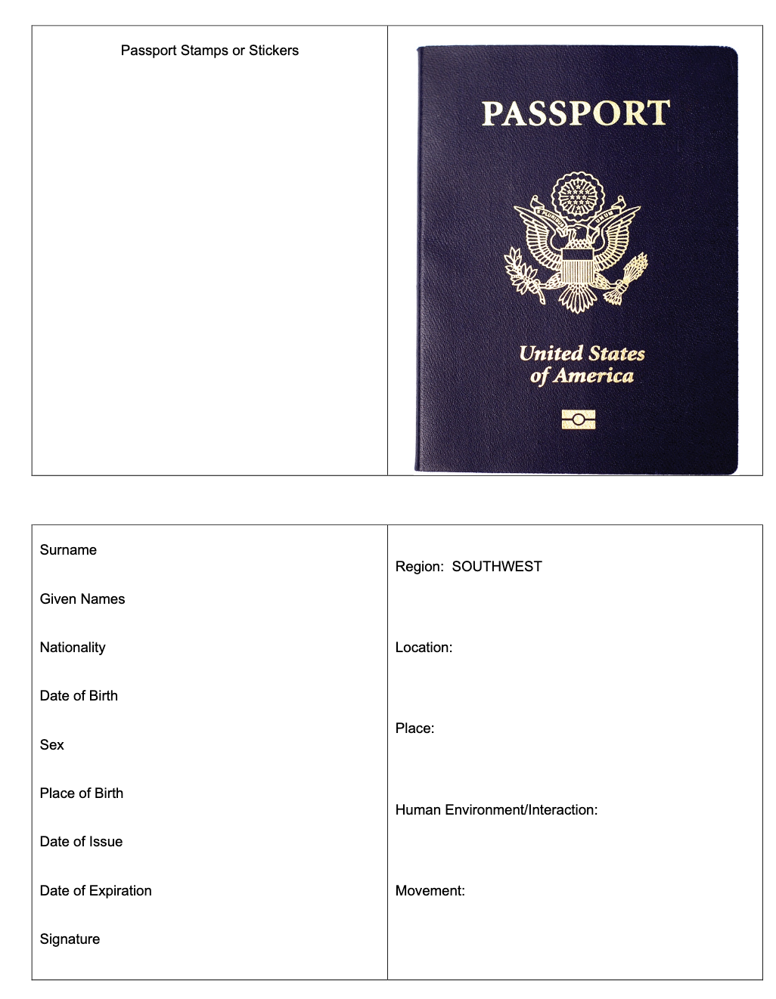 Passport Stamps or Stickers
PASSPORT
E PLURIBUS UNUM
United States
of America
Surname
Given Names
Nationality
Date of Birth
Sex
Place of Birth
Date of Issue
Date of Expiration
Signature
Region:  SOUTHWEST
Location:
Place:
Human Environment/Interaction:
Movement: